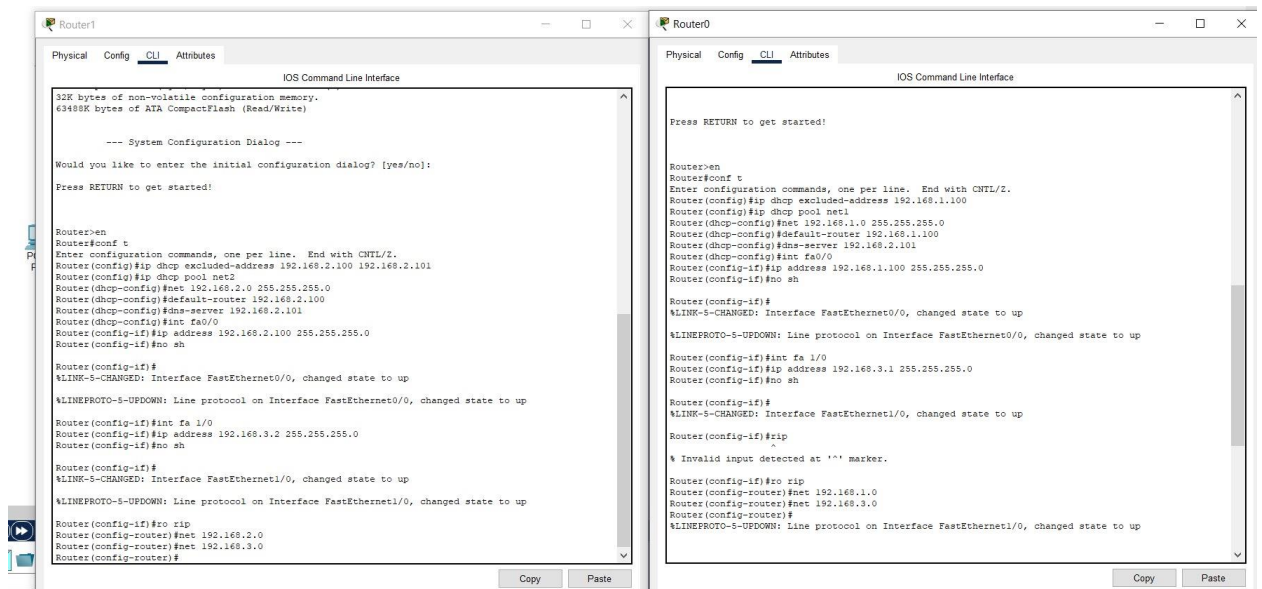 Router1
Physical Config CLI Attributes
IOS Command Line Interface
32K bytes of non-volatile configuration memory.
63488K bytes of ATA CompactFlash (Read/Write)
--- System Configuration Dialog ---
Would you like to enter the initial configuration dialog? [yes/no]:
Press RETURN to get started!
Router>en
Router#conf t
Enter configuration commands, one per line. End with CNTL/Z.
Router(config)#ip dhcp excluded-address 192.168.2.100 192.168.2.101
Router(config)#ip dhcp pool net2
Router(dhcp-config)#net 192.168.2.0 255.255.255.0
Router(dhcp-config)#default-router 192.168.2.100
Router(dhcp-config)#dns-server 192.168.2.101
Router(dhcp-config)#int fa0/0
Router(config-if)#ip address 192.168.2.100 255.255.255.0
Router(config-if)#no sh
Router(config-if)#
%LINK-5-CHANGED: Interface FastEthernet0/0, changed state to up
%LINEPROTO-5-UPDOWN: Line protocol on Interface FastEthernet0/0, changed state to up
Router(config-if)#int fa 1/0
Router(config-if)#ip address 192.168.3.2 255.255.255.0
Router(config-if)#no sh
Router(config-if)#
%LINK-5-CHANGED: Interface FastEthernet1/0, changed state to up
%LINEPROTO-5-UPDOWN: Line protocol on Interface FastEthernet1/0, changed state to up
Router(config-if)#ro rip
Router(config-router)#net 192.168.2.0
Router(config-router)#net 192.168.3.0
Router(config-router)#
Copy Paste
Router0
Physical Config CLI Attributes
IOS Command Line Interface
Press RETURN to get started!
Router>en
Router#conf t
Enter configuration commands, one per line. End with CNTL/Z.
Router(config)#ip dhcp excluded-address 192.168.1.100
Router(config)#ip dhcp pool net1
Router(dhcp-config)#net 192.168.1.0 255.255.255.0
Router(dhcp-config)#default-router 192.168.1.100
Router(dhcp-config)#dns-server 192.168.2.101
Router(dhcp-config)#int fa0/0
Router(config-if)#ip address 192.168.1.100 255.255.255.0
Router(config-if)#no sh
Router(config-if)#
%LINK-5-CHANGED: Interface FastEthernet0/0, changed state to up
%LINEPROTO-5-UPDOWN: Line protocol on Interface FastEthernet0/0, changed state to up
Router(config-if)#int fa 1/0
Router(config-if)#ip address 192.168.3.1 255.255.255.0
Router(config-if)#no sh
Router(config-if)#
%LINK-5-CHANGED: Interface FastEthernet1/0, changed state to up
Router(config-if)#rip
^
% Invalid input detected at '^' marker.
Router(config-if)#ro rip
Router(config-router)#net 192.168.1.0
Router(config-router)#net 192.168.3.0
Router(config-router)#
%LINEPROTO-5-UPDOWN: Line protocol on Interface FastEthernet1/0, changed state to up
Copy Paste